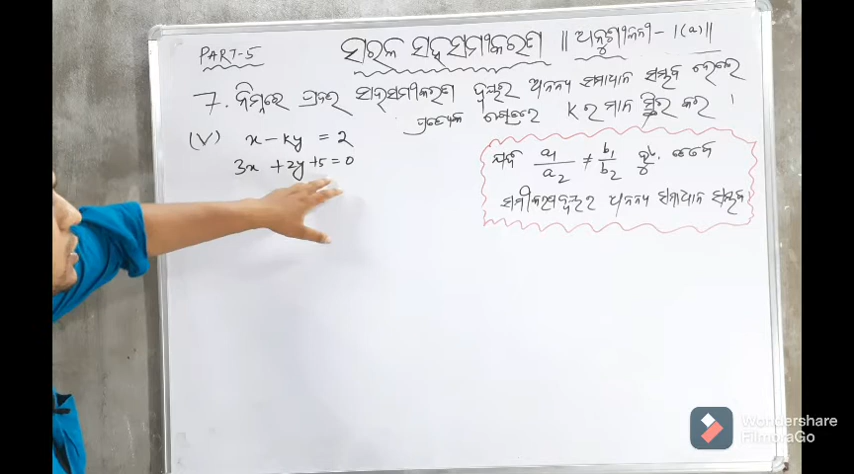 PART-5
ସରଳ ସହସମୀକରଣ || ଅନୁଶୀଳନୀ - 1(a) ||
7. ନିମ୍ନରେ ପ୍ରଦତ୍ତ ସହସମୀକରଣ ଦ୍ୱୟର ଅନନ୍ୟ ସମାଧାନ ସମ୍ଭବ ହେଲେ
ପ୍ରତ୍ୟେକ କ୍ଷେତ୍ରରେ K ର ମାନ ସ୍ଥିର କର ।
(V) x - ky = 2
3x + 2y + 5 = 0
ଯଦି a1/a2 ≠ b1/b2 ହୁଏ, ତେବେ
ସମୀକରଣଦ୍ୱୟର ଅନନ୍ୟ ସମାଧାନ ସମ୍ଭବ
Wondershare
FilmoraGo